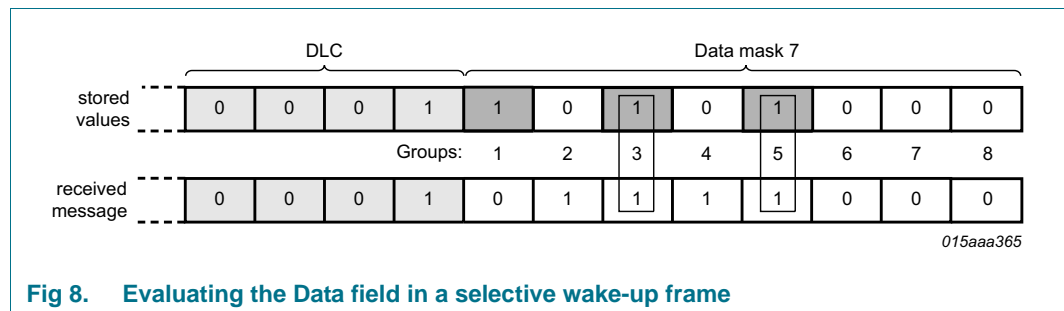 DLC Data mask 7
stored values 0 0 0 1 1 0 1 0 1 0 0 0
Groups: 1 2 3 4 5 6 7 8
received message 0 0 0 1 0 1 1 1 1 0 0 0
015aaa365
Fig 8. Evaluating the Data field in a selective wake-up frame